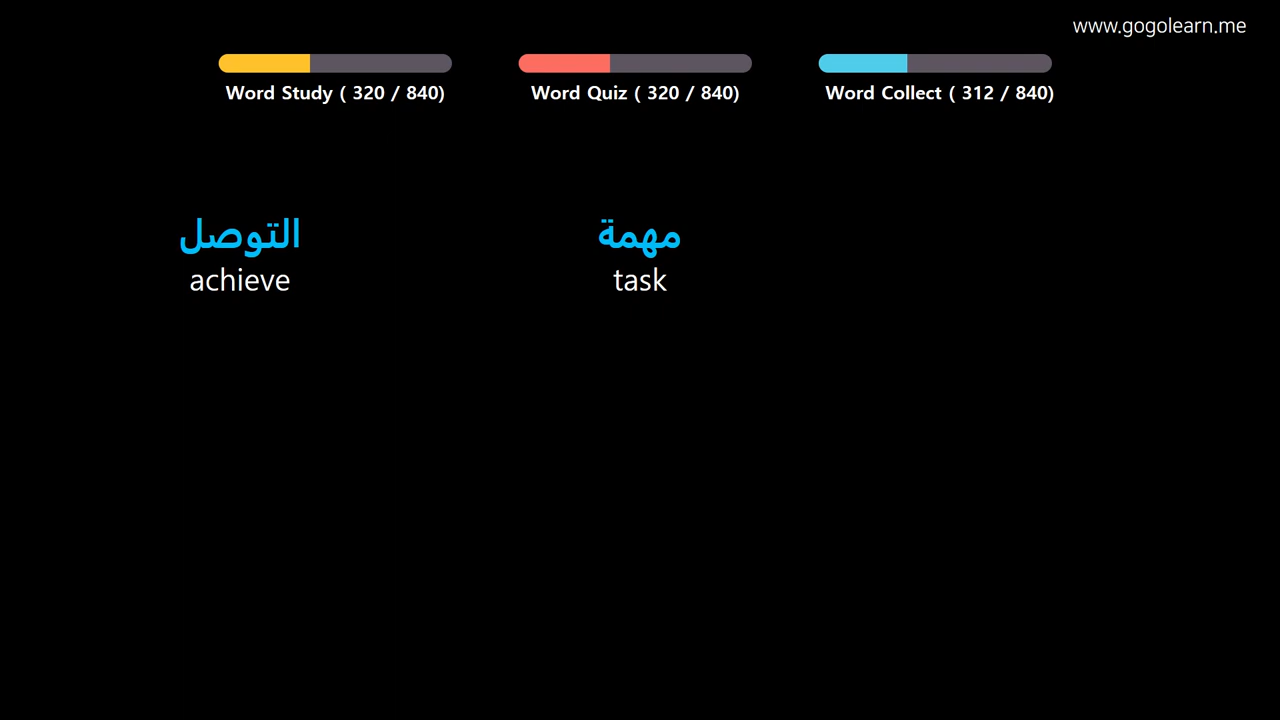 www.gogolearn.me
Word Study ( 320 / 840)
Word Quiz ( 320 / 840)
Word Collect ( 312 / 840)
التوصل
achieve
مهمة
task